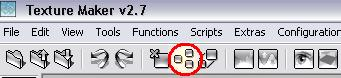 Texture Maker v2.7
File Edit View Tools Functions Scripts Extras Configuration